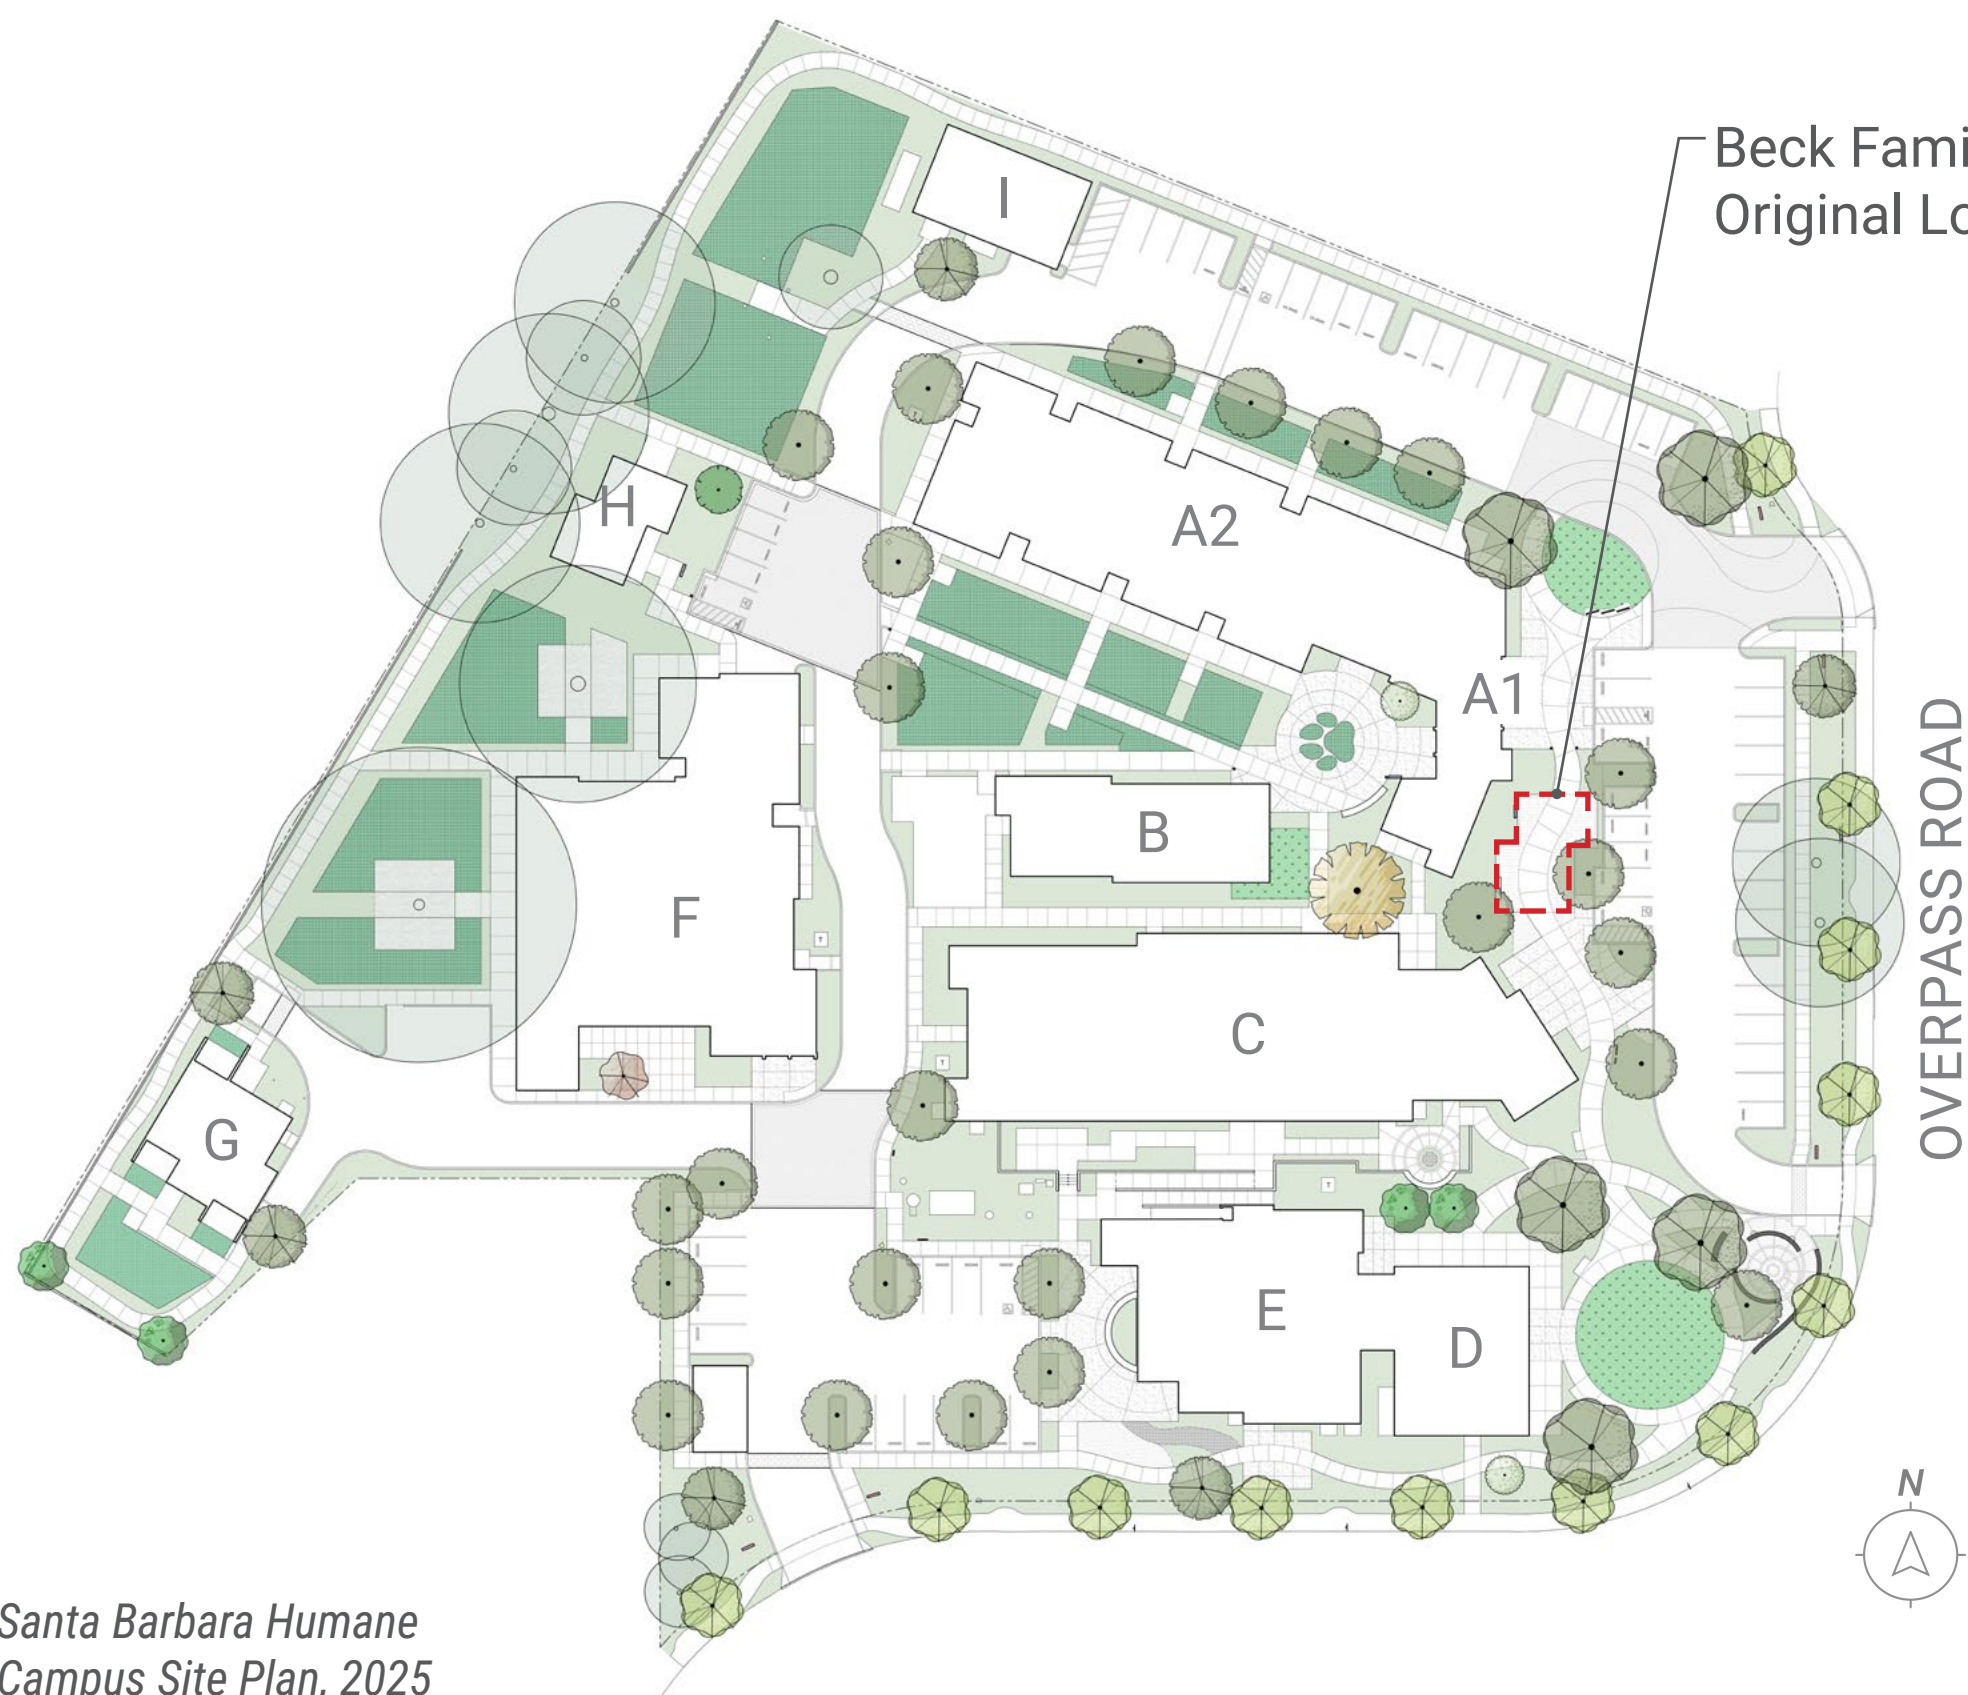 Beck Fami
Original Lo
I
H
A2
A1
B
F
C
G
E
D
OVERPASS ROAD
N
Santa Barbara Humane
Campus Site Plan, 2025